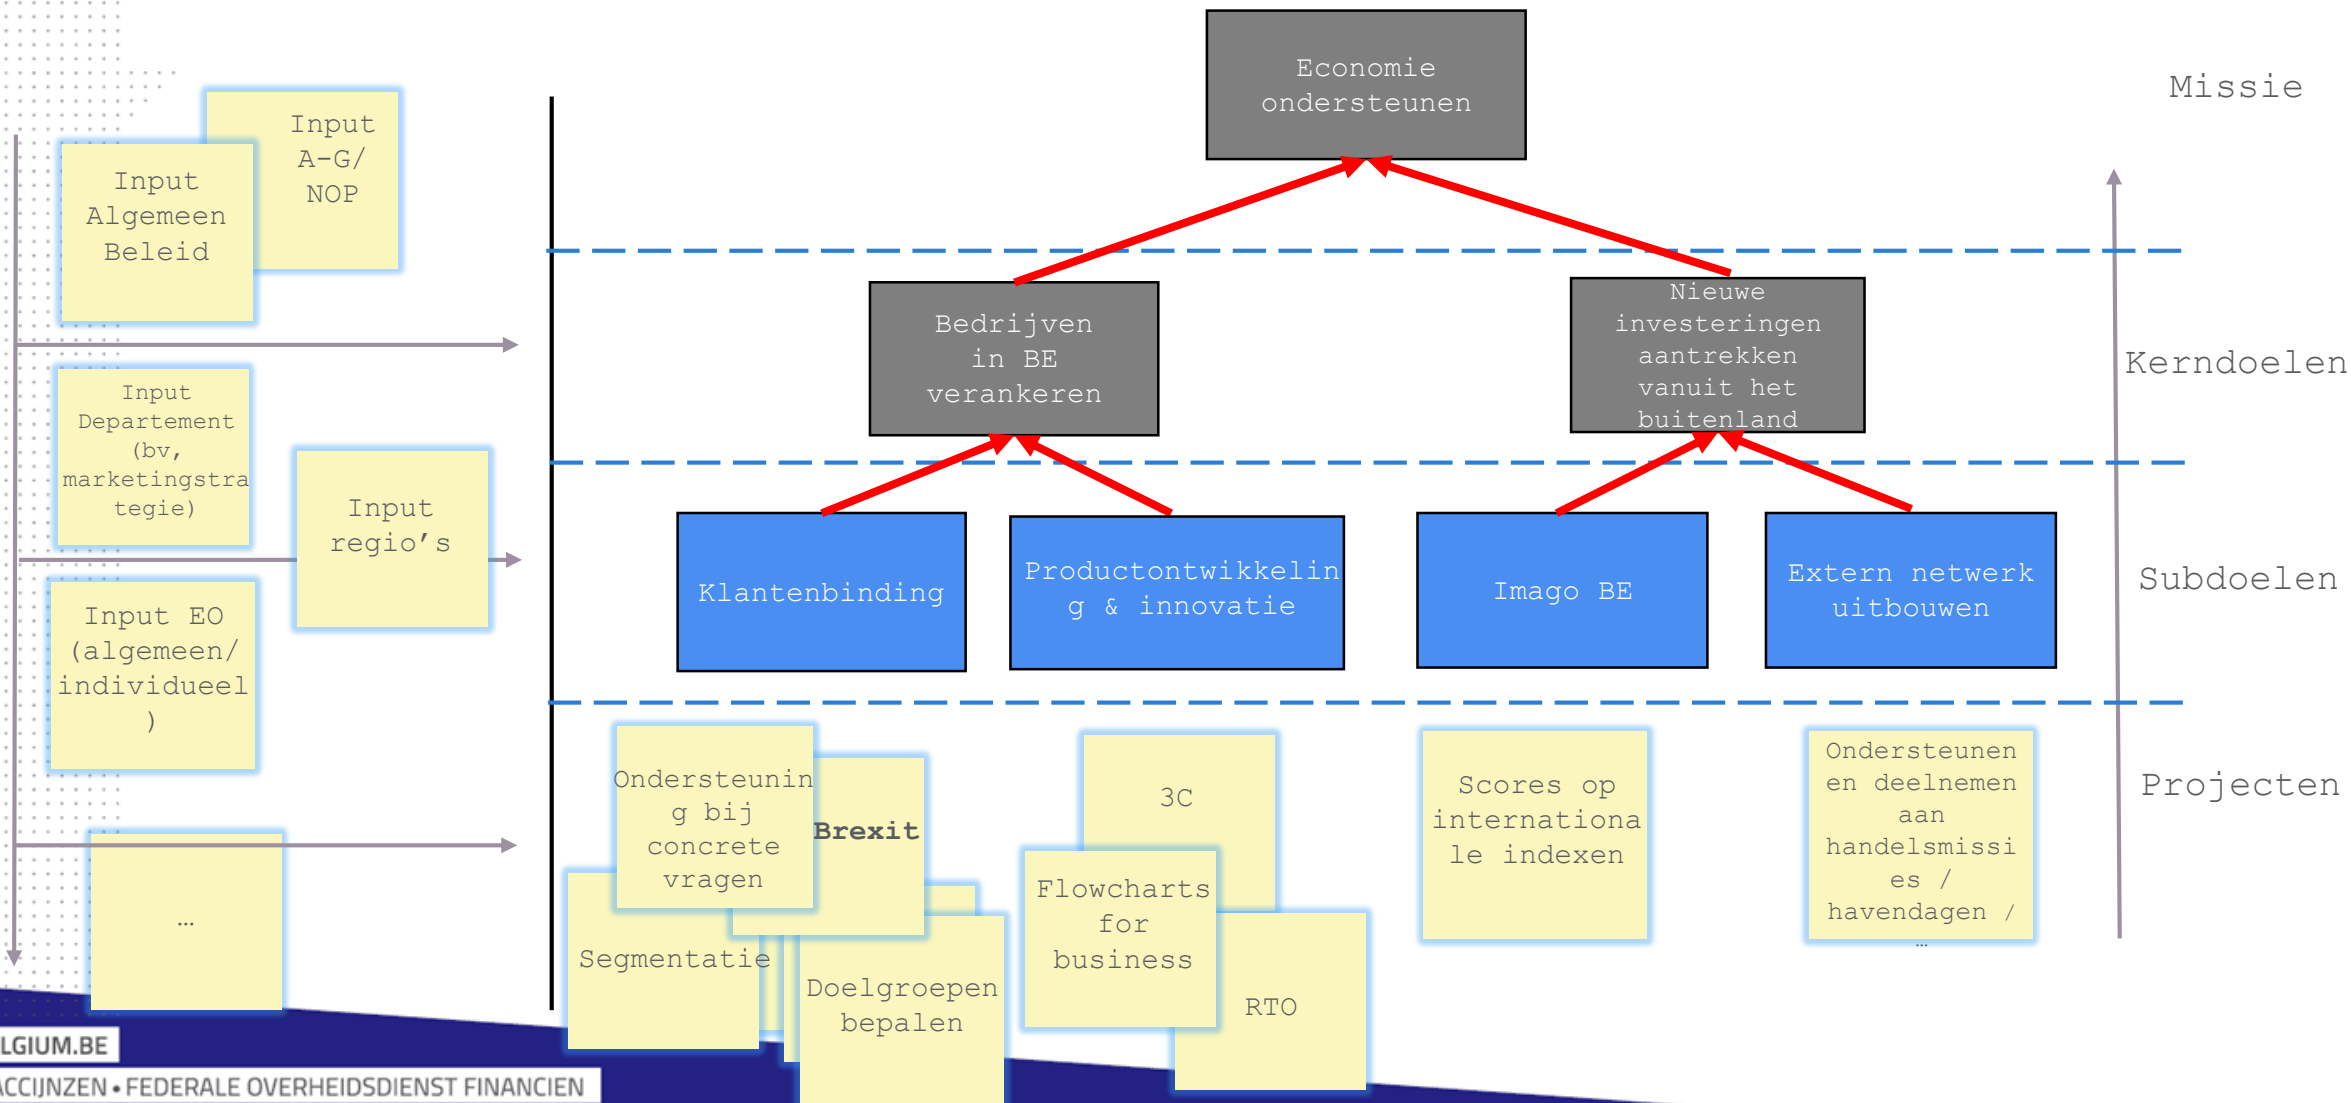 Economie
ondersteunen
Missie
Input
A-G/
NOP
Input
Algemeen
Beleid
Bedrijven
in BE
verankeren
Nieuwe
investeringen
aantrekken
vanuit het
buitenland
Kerndoelen
Input
Departement
(bv,
marketingstra
tegie)
Input
regio's
Klantenbinding
Productontwikkelin
g & innovatie
Imago BE
Extern netwerk
uitbouwen
Subdoelen
Input EO
(algemeen/
individueel
)
Ondersteunin
g bij
concrete
vragen
Brexit
Segmentatie
Doelgroepen
bepalen
3C
Flowcharts
for
business
RTO
Scores op
internationa
le indexen
Ondersteunen
en deelnemen
aan
handelsmissi
es /
havendagen /
…
Projecten
…
LGIUM.BE
ACCIJNZEN • FEDERALE OVERHEIDSDIENST FINANCIEN